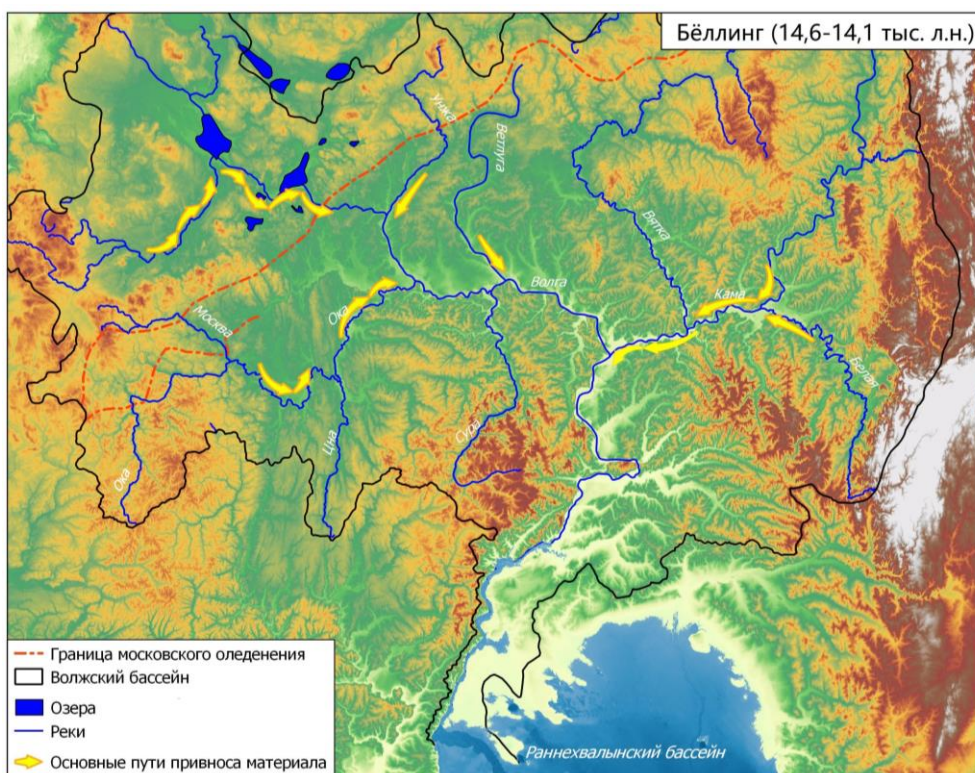 Бёллинг (14,6-14,1 тыс. л.н.)
Унжа
Ветлуга
Вятка
Волга
Кама
Москва
Ока
Белая
Сура
Цна
Ока
Граница московского оледенения
Волжский бассейн
Озера
Реки
Основные пути привноса материала
Раннехвалынский бассейн